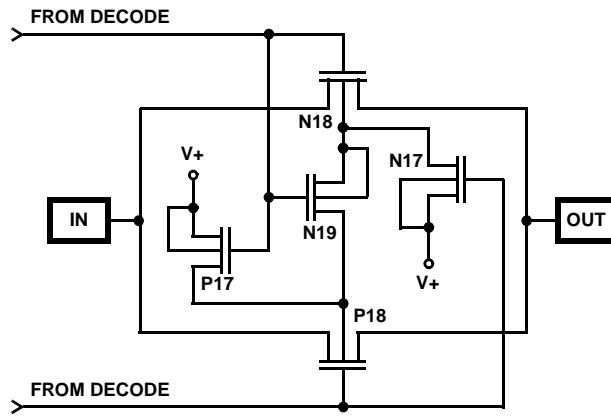 FROM DECODE
N18
V+
N17
IN
N19
OUT
P17
V+
P18
FROM DECODE